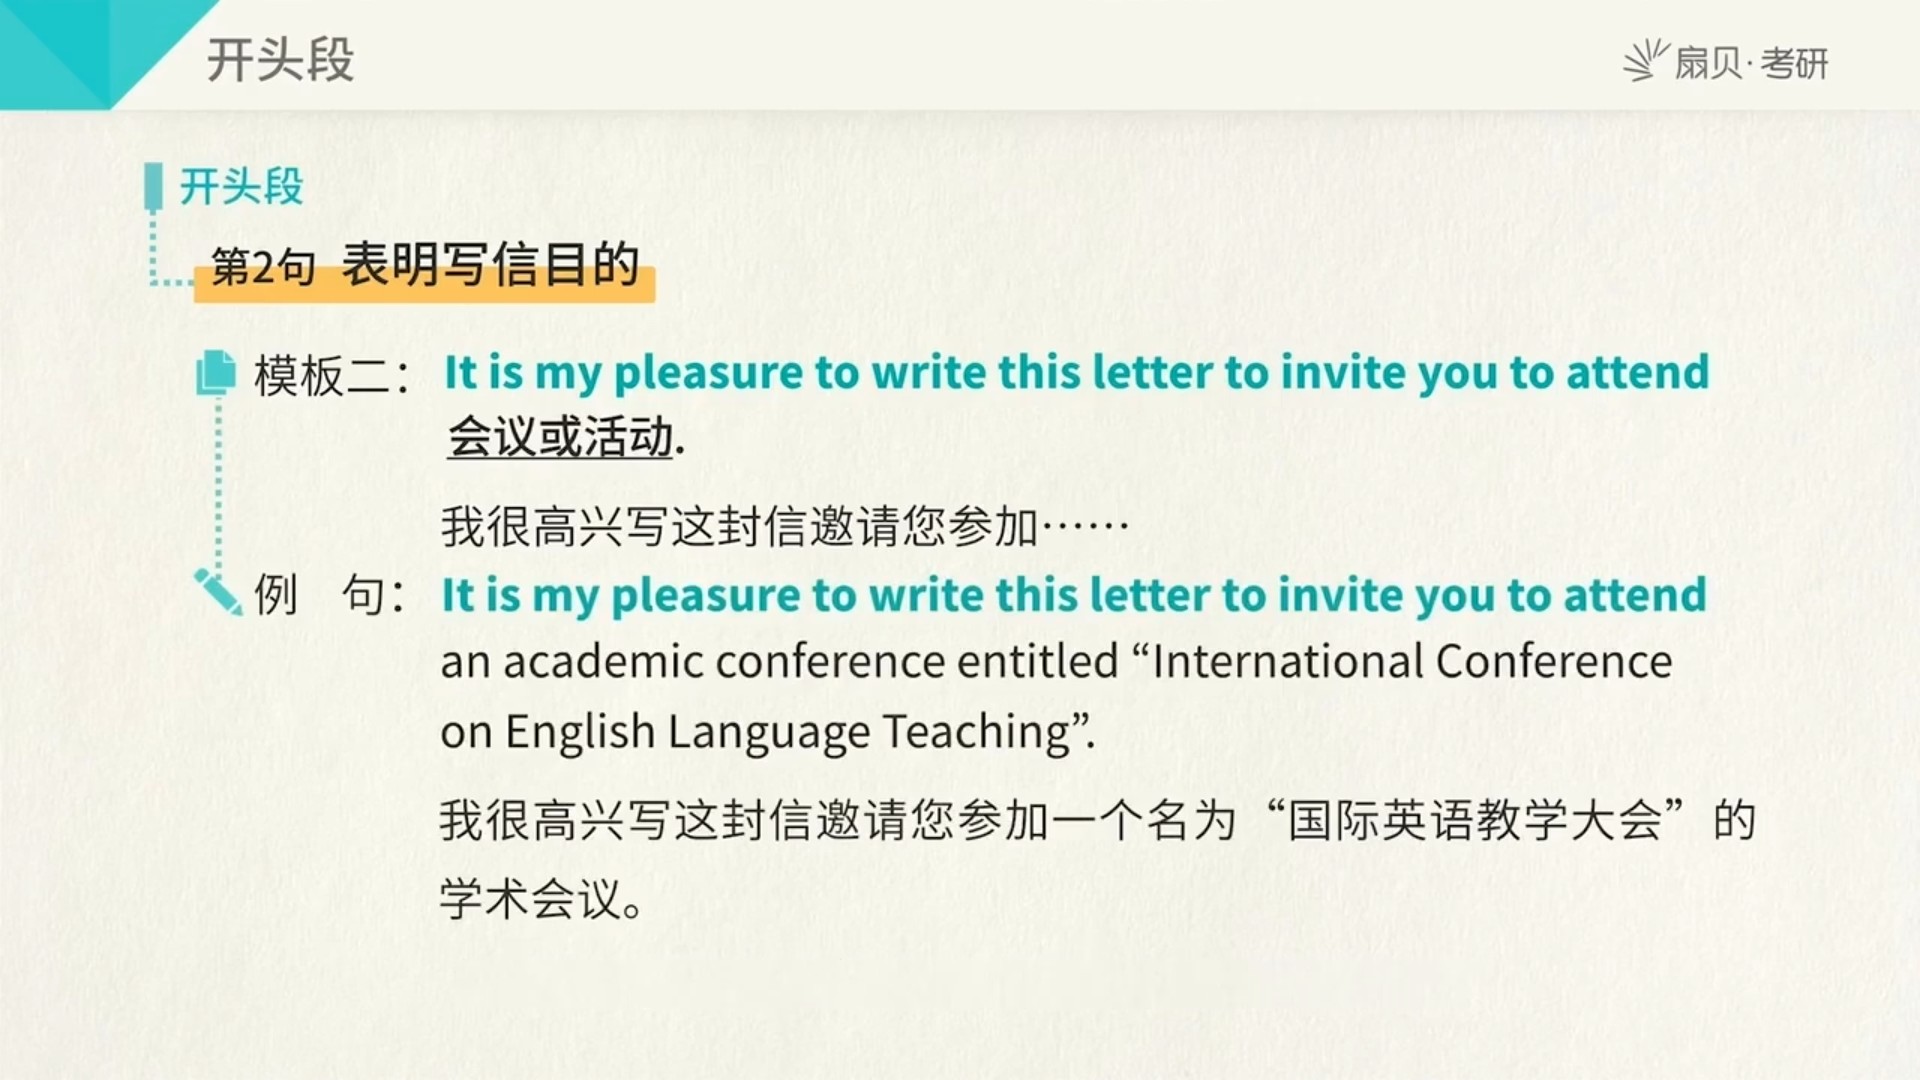 开头段
扇贝·考研
开头段
第2句 表明写信目的
模板二： It is my pleasure to write this letter to invite you to attend
会议或活动.
我很高兴写这封信邀请您参加……
例 句： It is my pleasure to write this letter to invite you to attend
an academic conference entitled “International Conference
on English Language Teaching”.
我很高兴写这封信邀请您参加一个名为“国际英语教学大会”的
学术会议。